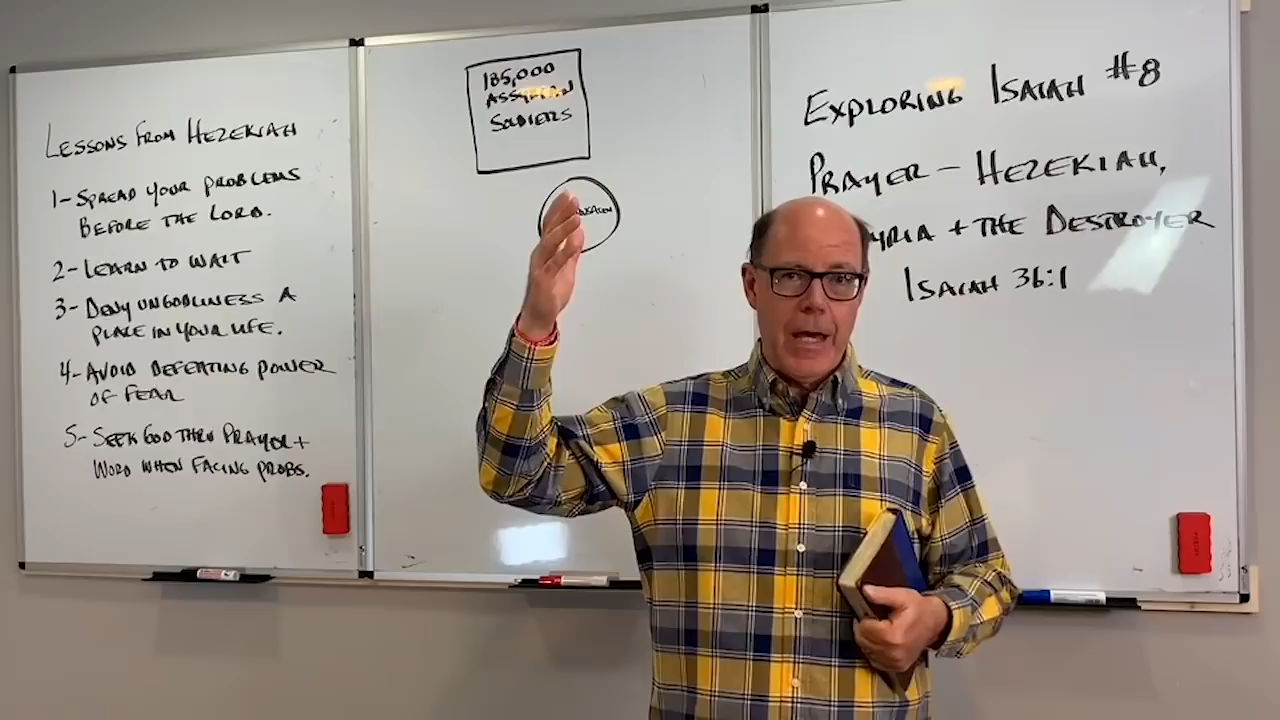 LESSONS FROM HEZEKIAH
1-SPREAD YOUR PROBLEMS
BEFORE THE LORD.
2-LEARN TO WAIT
3-DENY UNGODLINESS A
PLACE IN YOUR LIFE.
4-AVOID DEFEATING POWER
OF FEAR
5-SEEK GOD THRU PRAYER +
WORD WHEN FACING PROBS.
185,000
ASSYRIAN
SOLDIERS
EXPLORING ISAIAH #8
PRAYER - HEZEKIAH,
YRIA + THE DESTROYER
ISAIAH 36:1